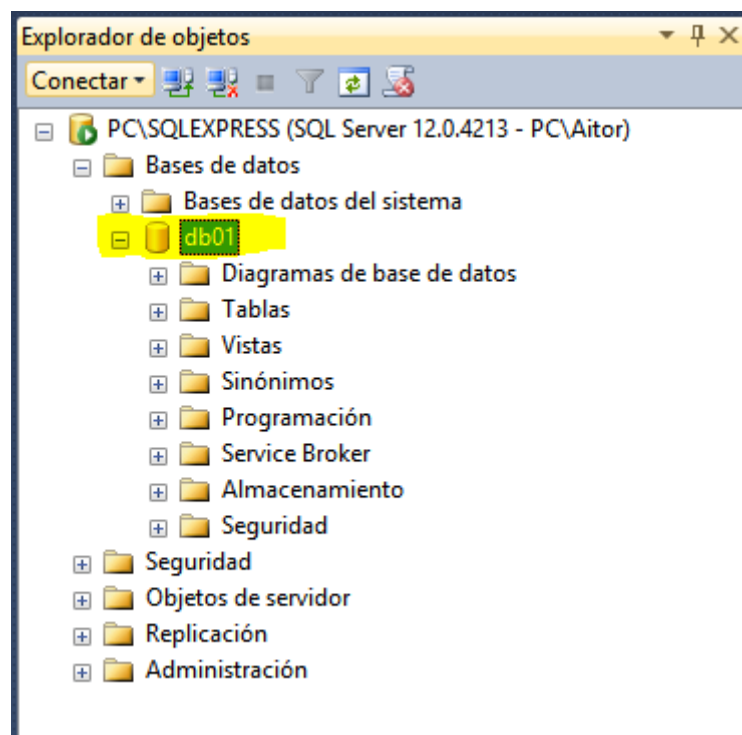 Explorador de objetos
Conectar
PC\SQLEXPRESS (SQL Server 12.0.4213 - PC\Aitor)
Bases de datos
Bases de datos del sistema
db01
Diagramas de base de datos
Tablas
Vistas
Sinónimos
Programación
Service Broker
Almacenamiento
Seguridad
Seguridad
Objetos de servidor
Replicación
Administración